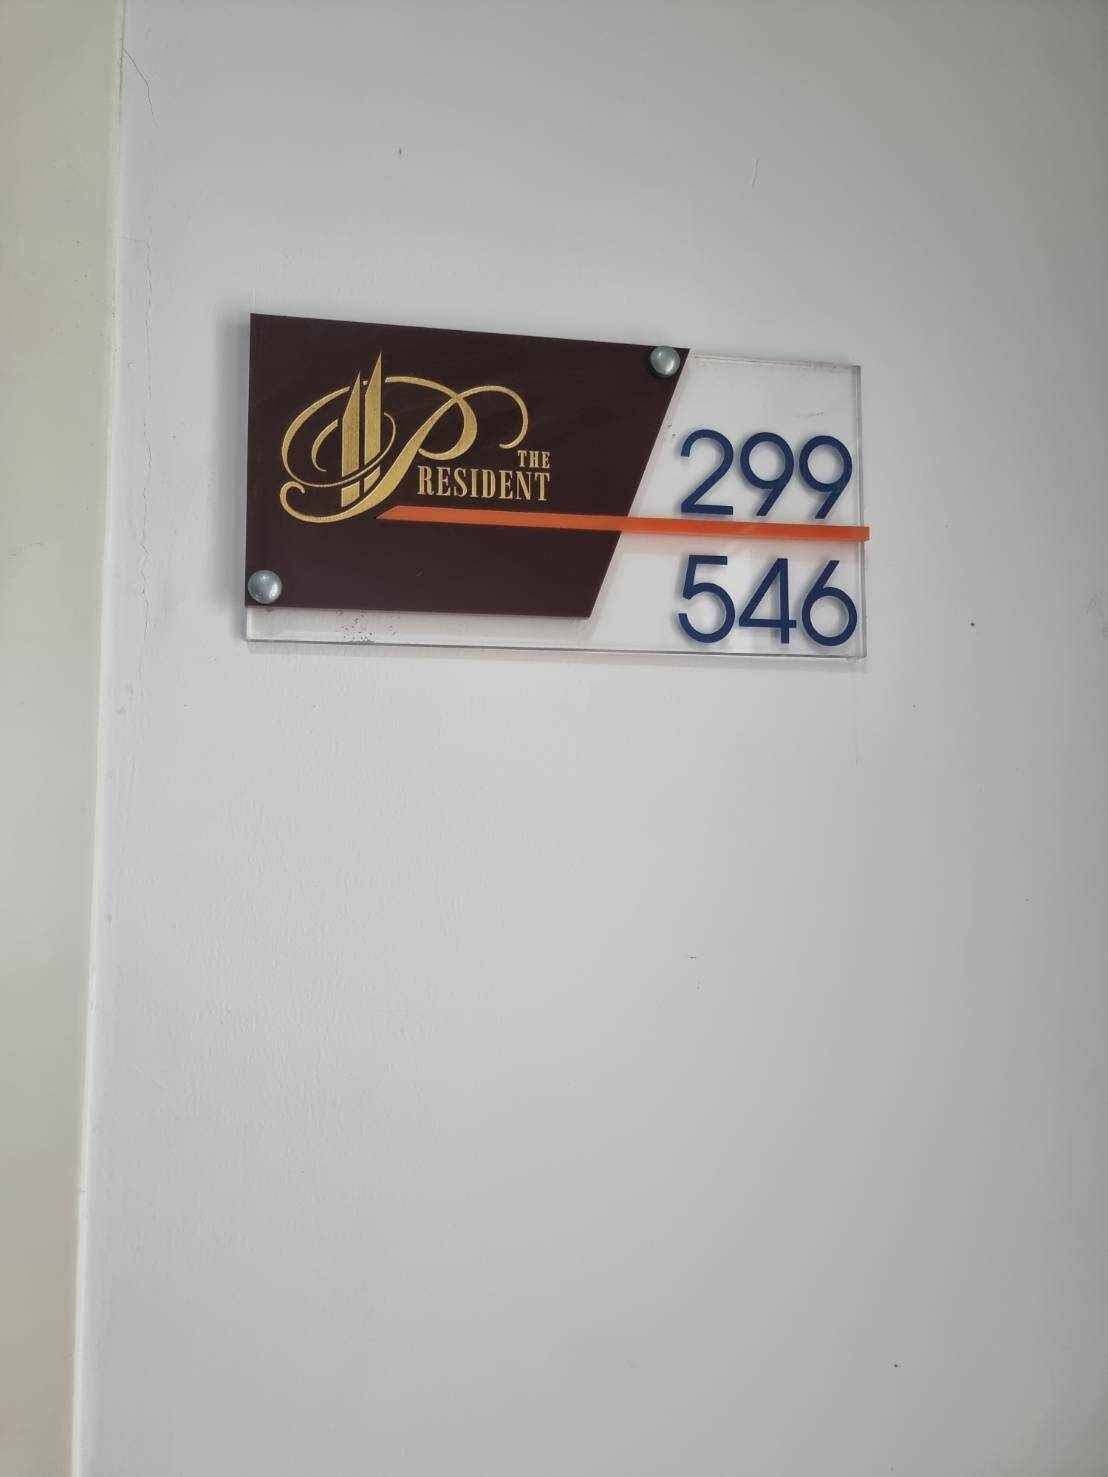 THE
PRESIDENT
299
546